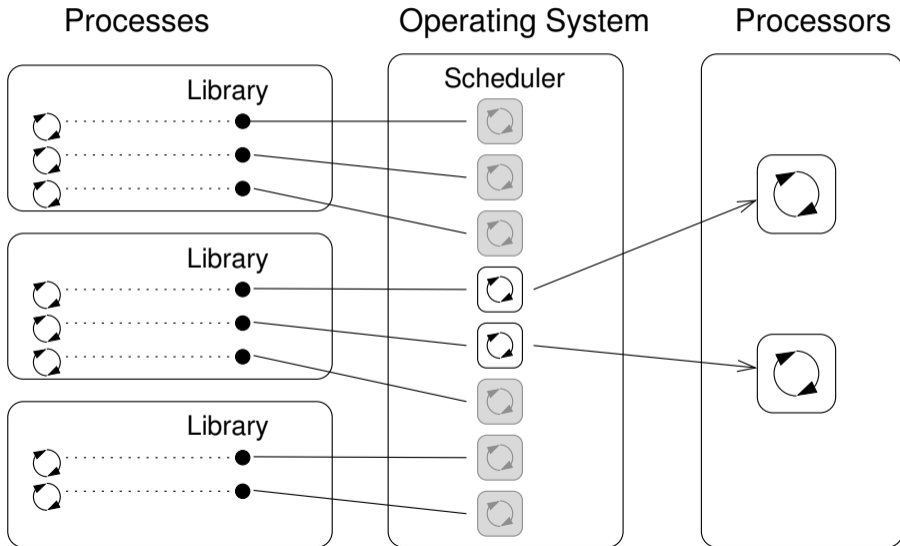 Processes
Operating System
Processors
Library
Scheduler
Library
Library